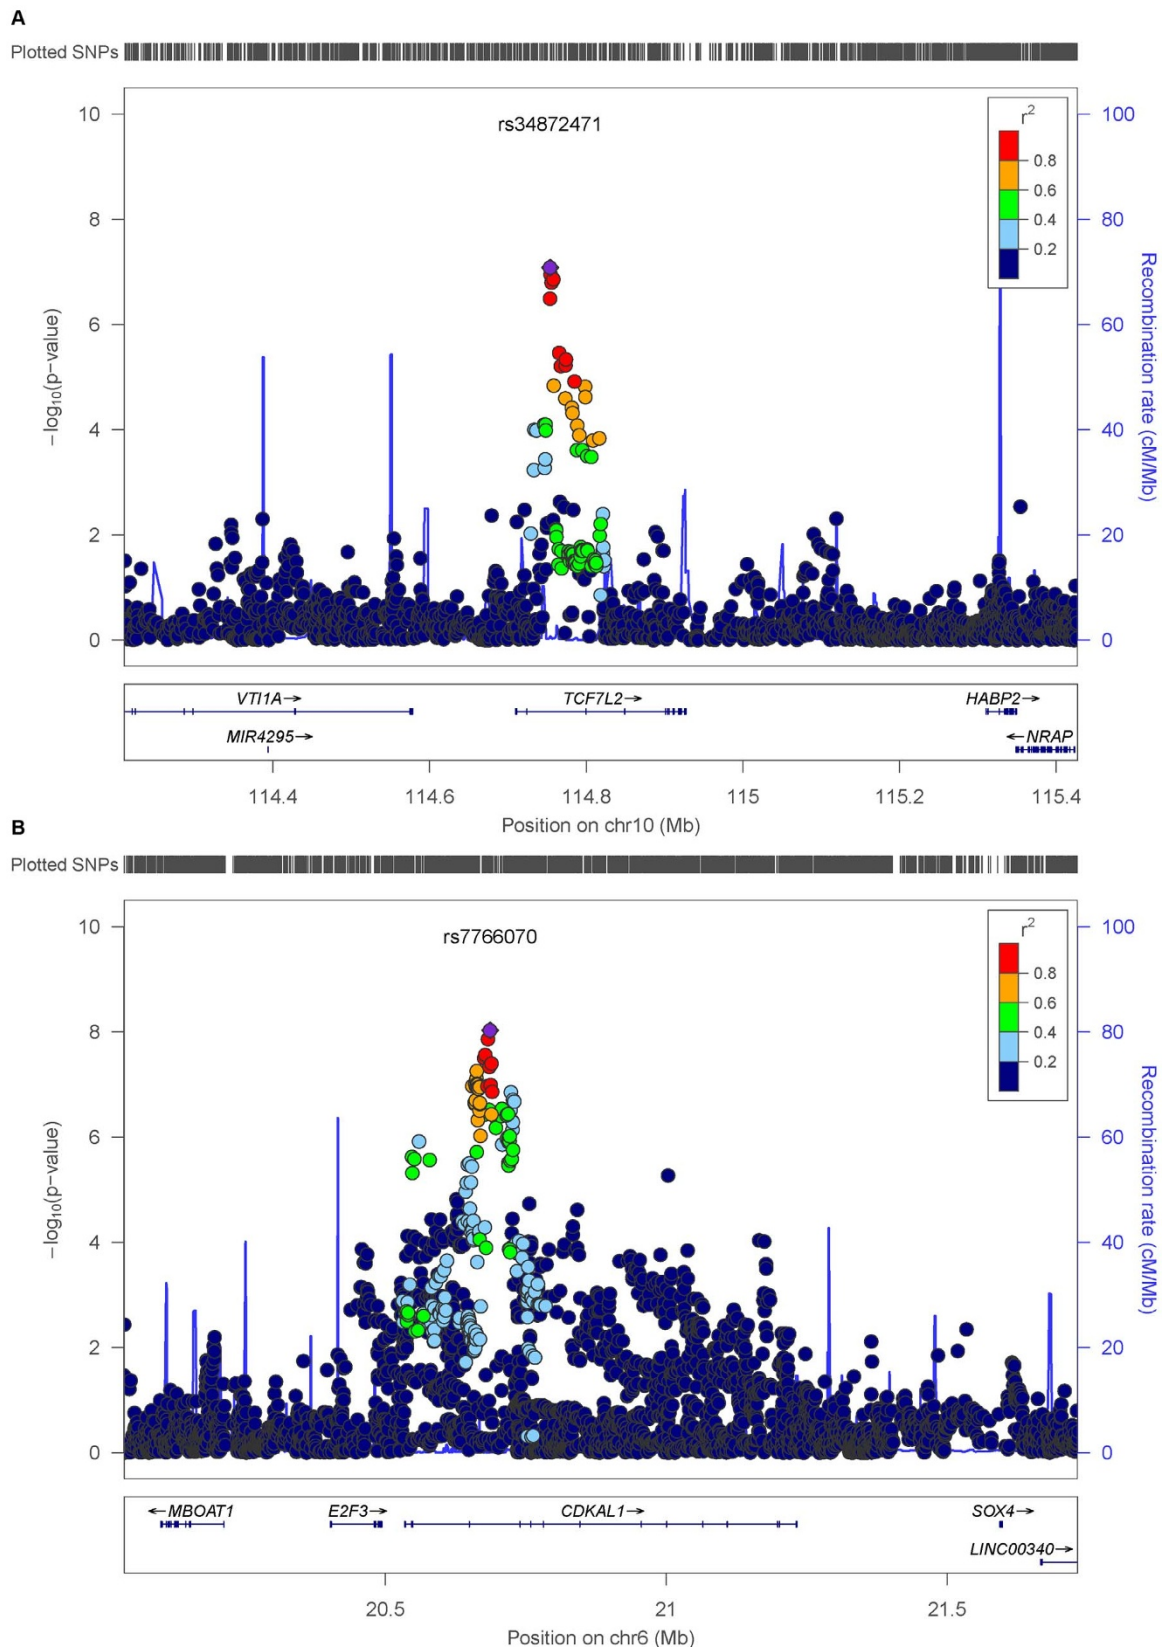 A
Plotted SNPs
rs34872471
r²
0.8
0.6
0.4
0.2
10
8
6
4
2
0
−log₁₀(p−value)
100
80
60
40
20
0
Recombination rate (cM/Mb)
VTI1A→
TCF7L2→
HABP2→
MIR4295→
←NRAP
114.4 114.6 114.8 115 115.2 115.4
Position on chr10 (Mb)
B
Plotted SNPs
rs7766070
r²
0.8
0.6
0.4
0.2
10
8
6
4
2
0
−log₁₀(p−value)
100
80
60
40
20
0
Recombination rate (cM/Mb)
←MBOAT1
E2F3→
CDKAL1→
SOX4→
LINC00340→
20.5 21 21.5
Position on chr6 (Mb)